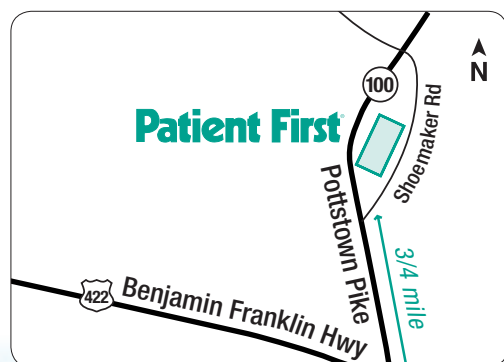 N
100
Patient First
Shoemaker Rd
Pottstown Pike
3/4 mile
422
Benjamin Franklin Hwy